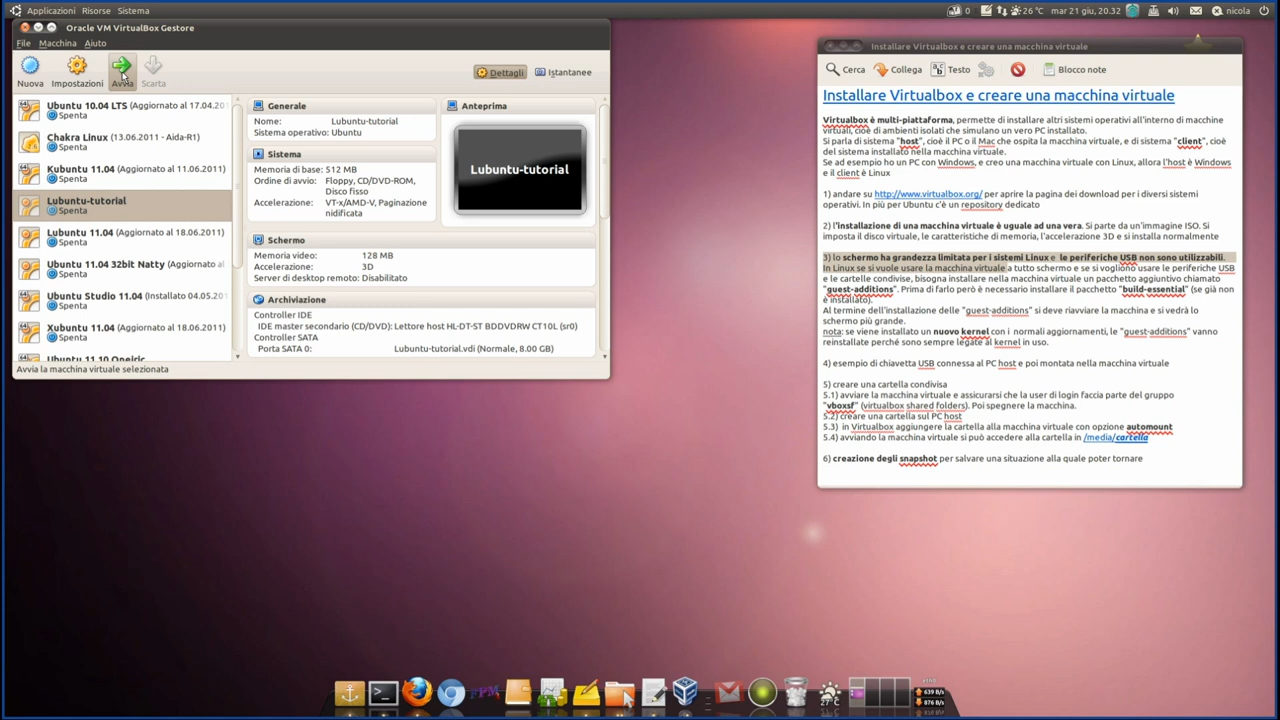 Applicazioni Risorse Sistema
0 26 °C mar 21 giu, 20.32 nicola
Oracle VM VirtualBox Gestore
File Macchina Aiuto
Nuova Impostazioni Avvia Scarta
Dettagli Istantanee
Ubuntu 10.04 LTS (Aggiornato al 17.04.20
Spenta
Chakra Linux (13.06.2011 - Aida-R1)
Spenta
Kubuntu 11.04 (Aggiornato al 11.06.2011)
Spenta
Lubuntu-tutorial
Spenta
Lubuntu 11.04 (Aggiornato al 18.06.2011)
Spenta
Ubuntu 11.04 32bit Natty (Aggiornato al
Spenta
Ubuntu Studio 11.04 (Installato 04.05.20
Spenta
Xubuntu 11.04 (Aggiornato al 18.06.2011)
Spenta
Ubuntu 11.10 Oneiric
Generale
Nome: Lubuntu-tutorial
Sistema operativo: Ubuntu
Sistema
Memoria di base: 512 MB
Ordine di avvio: Floppy, CD/DVD-ROM,
Disco fisso
Accelerazione: VT-x/AMD-V, Paginazione
nidificata
Anteprima
Lubuntu-tutorial
Schermo
Memoria video: 128 MB
Accelerazione: 3D
Server di desktop remoto: Disabilitato
Archiviazione
Controller IDE
IDE master secondario (CD/DVD): Lettore host HL-DT-ST BDDVDRW CT10L (sr0)
Controller SATA
Porta SATA 0: Lubuntu-tutorial.vdi (Normale, 8.00 GB)
Avvia la macchina virtuale selezionata
Installare Virtualbox e creare una macchina virtuale
Cerca Collega Testo Blocco note
Installare Virtualbox e creare una macchina virtuale
Virtualbox è multi-piattaforma, permette di installare altri sistemi operativi all'interno di macchine
virtuali, cioè di ambienti isolati che simulano un vero PC installato.
Si parla di sistema "host", cioè il PC o il Mac che ospita la macchina virtuale, e di sistema "client", cioè
del sistema installato nella macchina virtuale.
Se ad esempio ho un PC con Windows, e creo una macchina virtuale con Linux, allora l'host è Windows
e il client è Linux
1) andare su http://www.virtualbox.org/ per aprire la pagina dei download per i diversi sistemi
operativi. In più per Ubuntu c'è un repository dedicato
2) l'installazione di una macchina virtuale è uguale ad una vera. Si parte da un'immagine ISO. Si
imposta il disco virtuale, le caratteristiche di memoria, l'accelerazione 3D e si installa normalmente
3) lo schermo ha grandezza limitata per i sistemi Linux e le periferiche USB non sono utilizzabili.
In Linux se si vuole usare la macchina virtuale a tutto schermo e se si vogliono usare le periferiche USB
e le cartelle condivise, bisogna installare nella macchina virtuale un pacchetto aggiuntivo chiamato
"guest-additions". Prima di farlo però è necessario installare il pacchetto "build-essential" (se già non
è installato).
Al termine dell'installazione delle "guest-additions" si deve riavviare la macchina e si vedrà lo
schermo più grande.
nota: se viene installato un nuovo kernel con i normali aggiornamenti, le "guest-additions" vanno
reinstallate perché sono sempre legate al kernel in uso.
4) esempio di chiavetta USB connessa al PC host e poi montata nella macchina virtuale
5) creare una cartella condivisa
5.1) avviare la macchina virtuale e assicurarsi che la user di login faccia parte del gruppo
"vboxsf" (virtualbox shared folders). Poi spegnere la macchina.
5.2) creare una cartella sul PC host
5.3) in Virtualbox aggiungere la cartella alla macchina virtuale con opzione automount
5.4) avviando la macchina virtuale si può accedere alla cartella in /media/cartella
6) creazione degli snapshot per salvare una situazione alla quale poter tornare
27°C
639 B/s
876 B/s